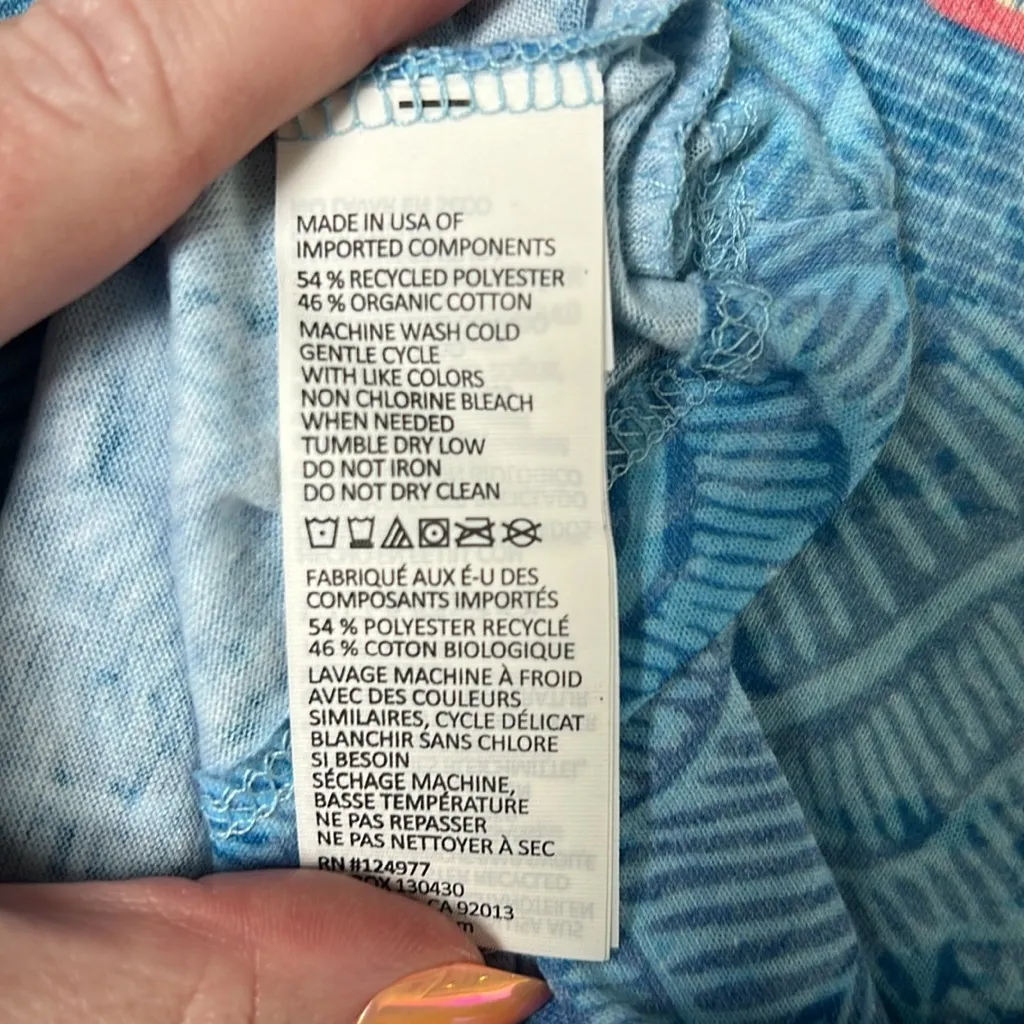 MADE IN USA OF
IMPORTED COMPONENTS
54 % RECYCLED POLYESTER
46 % ORGANIC COTTON
MACHINE WASH COLD
GENTLE CYCLE
WITH LIKE COLORS
NON CHLORINE BLEACH
WHEN NEEDED
TUMBLE DRY LOW
DO NOT IRON
DO NOT DRY CLEAN
FABRIQUÉ AUX É-U DES
COMPOSANTS IMPORTÉS
54 % POLYESTER RECYCLÉ
46 % COTON BIOLOGIQUE
LAVAGE MACHINE À FROID
AVEC DES COULEURS
SIMILAIRES, CYCLE DÉLICAT
BLANCHIR SANS CHLORE
SI BESOIN
SÉCHAGE MACHINE,
BASSE TEMPÉRATURE
NE PAS REPASSER
NE PAS NETTOYER À SEC
RN #124977
130430
CA 92013